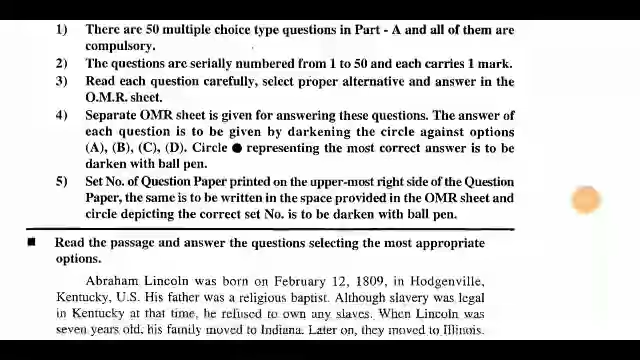 1) There are 50 multiple choice type questions in Part - A and all of them are
compulsory.
2) The questions are serially numbered from 1 to 50 and each carries 1 mark.
3) Read each question carefully, select proper alternative and answer in the
O.M.R. sheet.
4) Separate OMR sheet is given for answering these questions. The answer of
each question is to be given by darkening the circle against options
(A), (B), (C), (D). Circle ● representing the most correct answer is to be
darken with ball pen.
5) Set No. of Question Paper printed on the upper-most right side of the Question
Paper, the same is to be written in the space provided in the OMR sheet and
circle depicting the correct set No. is to be darken with ball pen.
■ Read the passage and answer the questions selecting the most appropriate
options.
Abraham Lincoln was born on February 12, 1809, in Hodgenville,
Kentucky, U.S. His father was a religious baptist. Although slavery was legal
in Kentucky at that time, he refused to own any slaves. When Lincoln was
seven years old, his family moved to Indiana. Later on, they moved to Illinois.